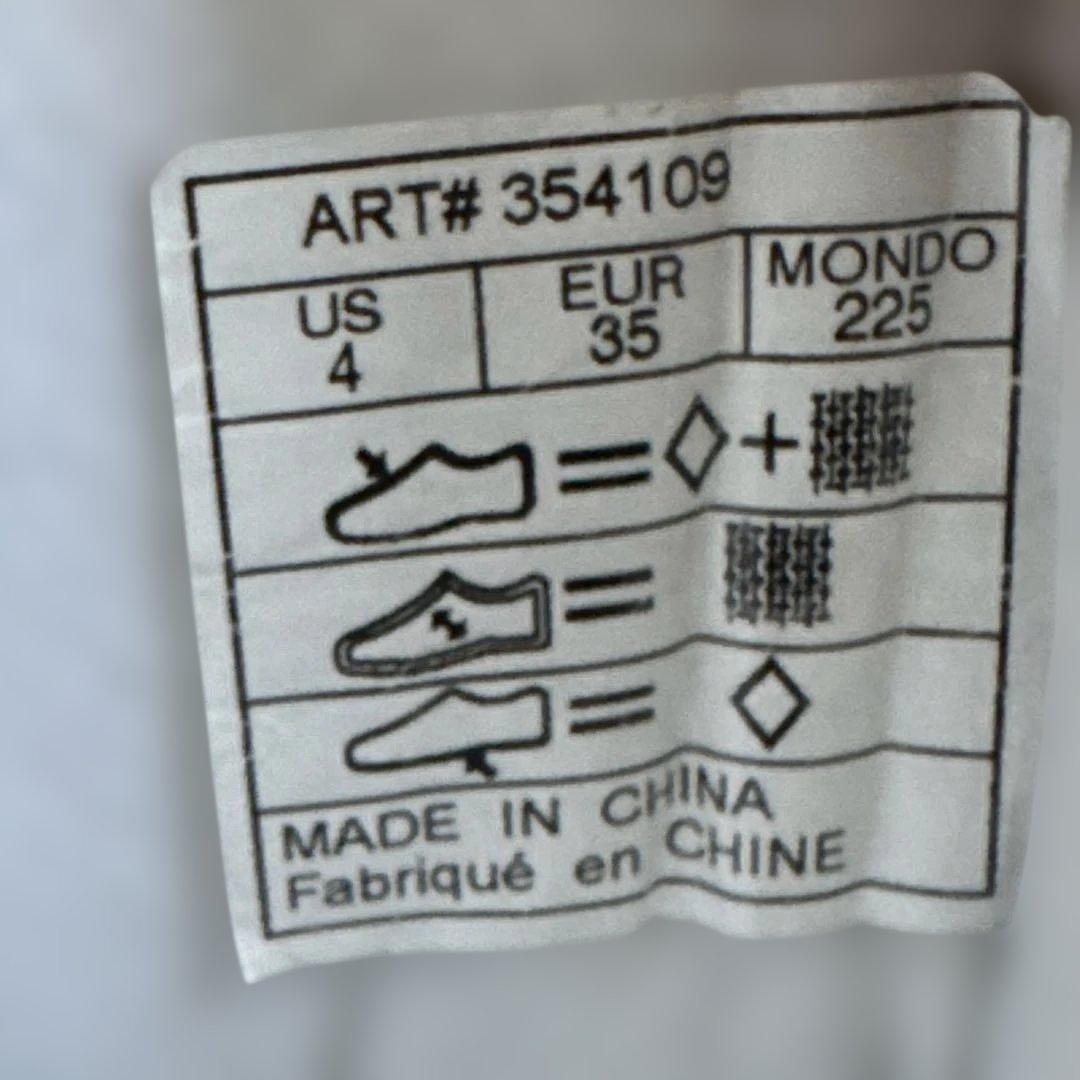 ART# 354109
US EUR MONDO
4 35 225
MADE IN CHINA
Fabriqué en CHINE